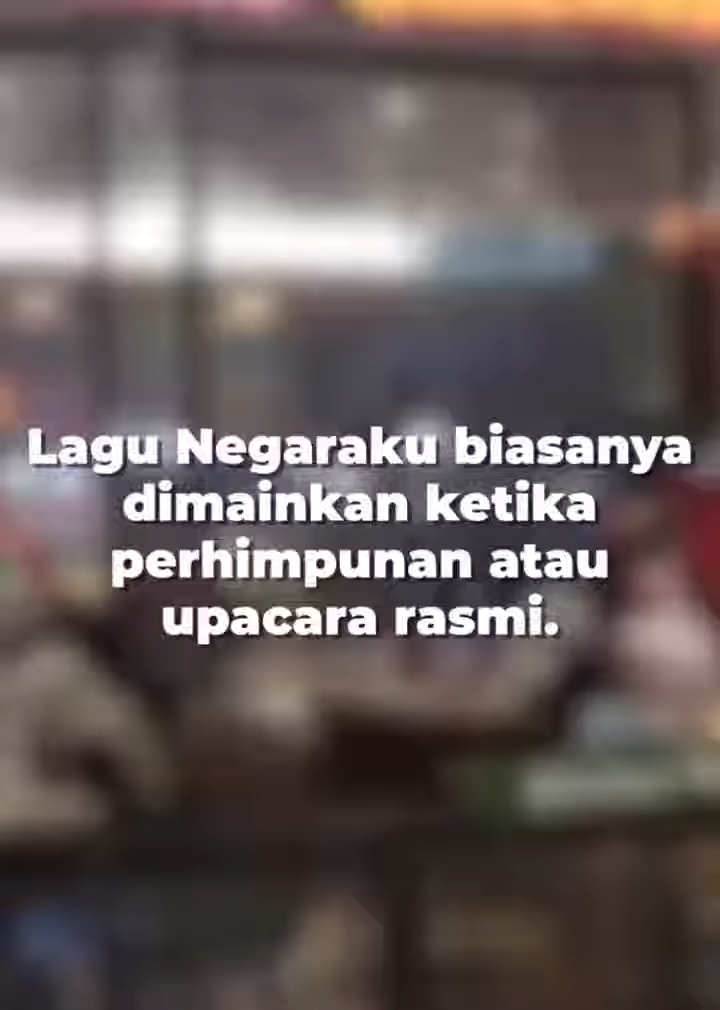 Lagu Negaraku biasanya
dimainkan ketika
perhimpunan atau
upacara rasmi.